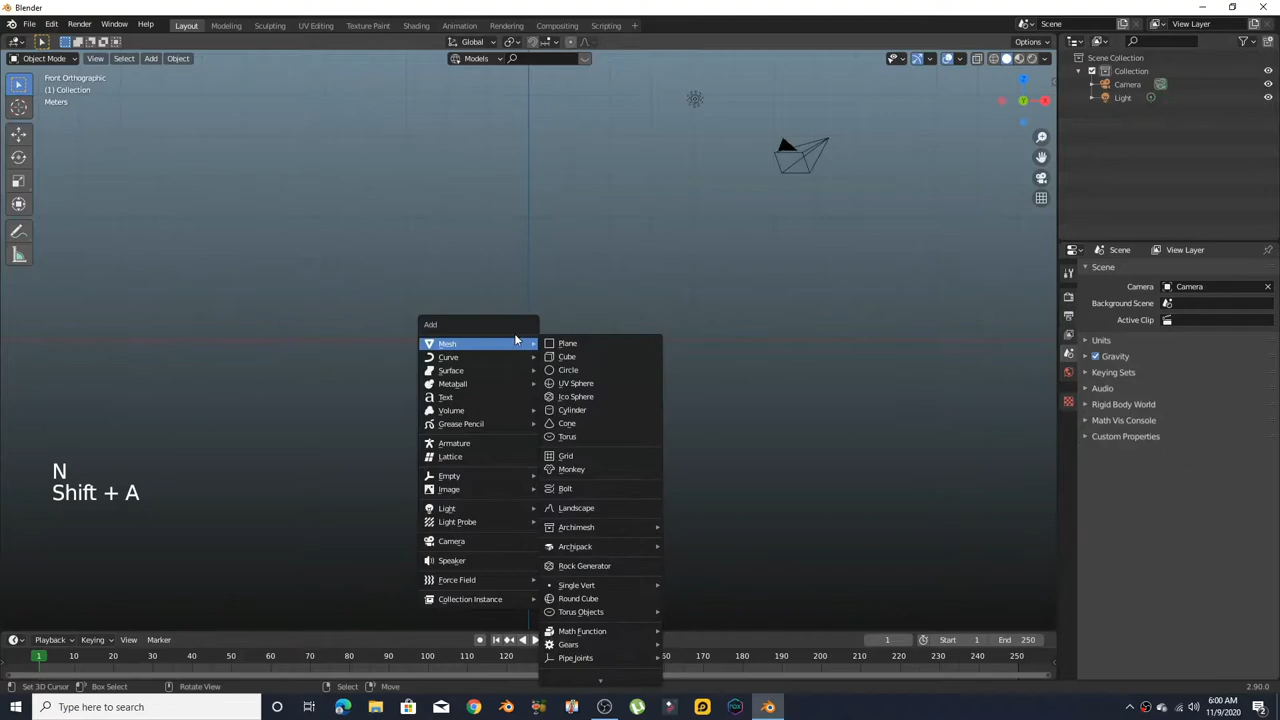 Blender
File Edit Render Window Help Layout Modeling Sculpting UV Editing Texture Paint Shading Animation Rendering Compositing Scripting + Scene View Layer
Global Options
Object Mode View Select Add Object Models
Front Orthographic
(1) Collection
Meters
Scene Collection
Collection
Camera
Light
X
Scene View Layer
Scene
Camera Camera
Background Scene
Active Clip
Units
Gravity
Keying Sets
Audio
Rigid Body World
Math Vis Console
Custom Properties
Add
Mesh
Curve
Surface
Metaball
Text
Volume
Grease Pencil
Armature
Lattice
Empty
Image
Light
Light Probe
Camera
Speaker
Force Field
Collection Instance
Plane
Cube
Circle
UV Sphere
Ico Sphere
Cylinder
Cone
Torus
Grid
Monkey
Bolt
Landscape
Archimesh
Archipack
Rock Generator
Single Vert
Round Cube
Torus Objects
Math Function
Gears
Pipe Joints
N
Shift + A
Playback Keying View Marker 1 Start 1 End 250
1 10 20 30 40 50 60 70 80 90 100 110 120 150 160 170 180 190 200 210 220 230 240 250
Set 3D Cursor Box Select Rotate View Select Move 2.90.0
Type here to search
6:00 AM
11/9/2020